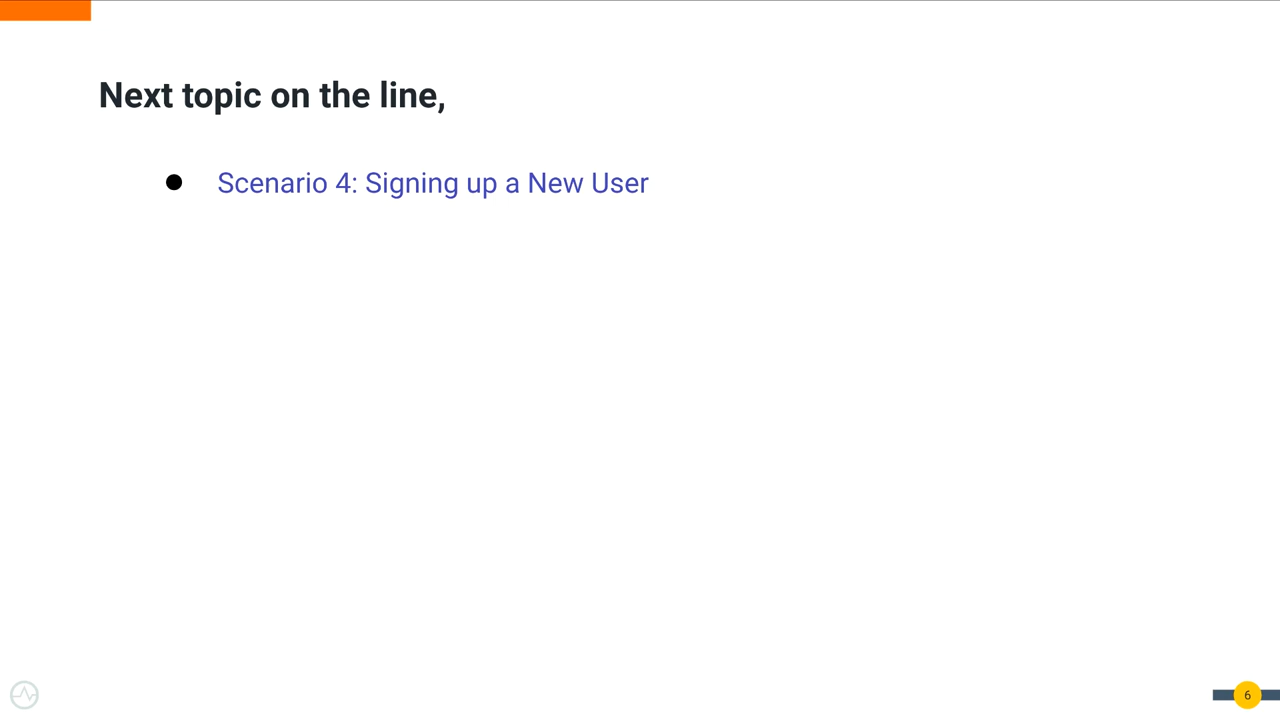 Next topic on the line,
● Scenario 4: Signing up a New User
6